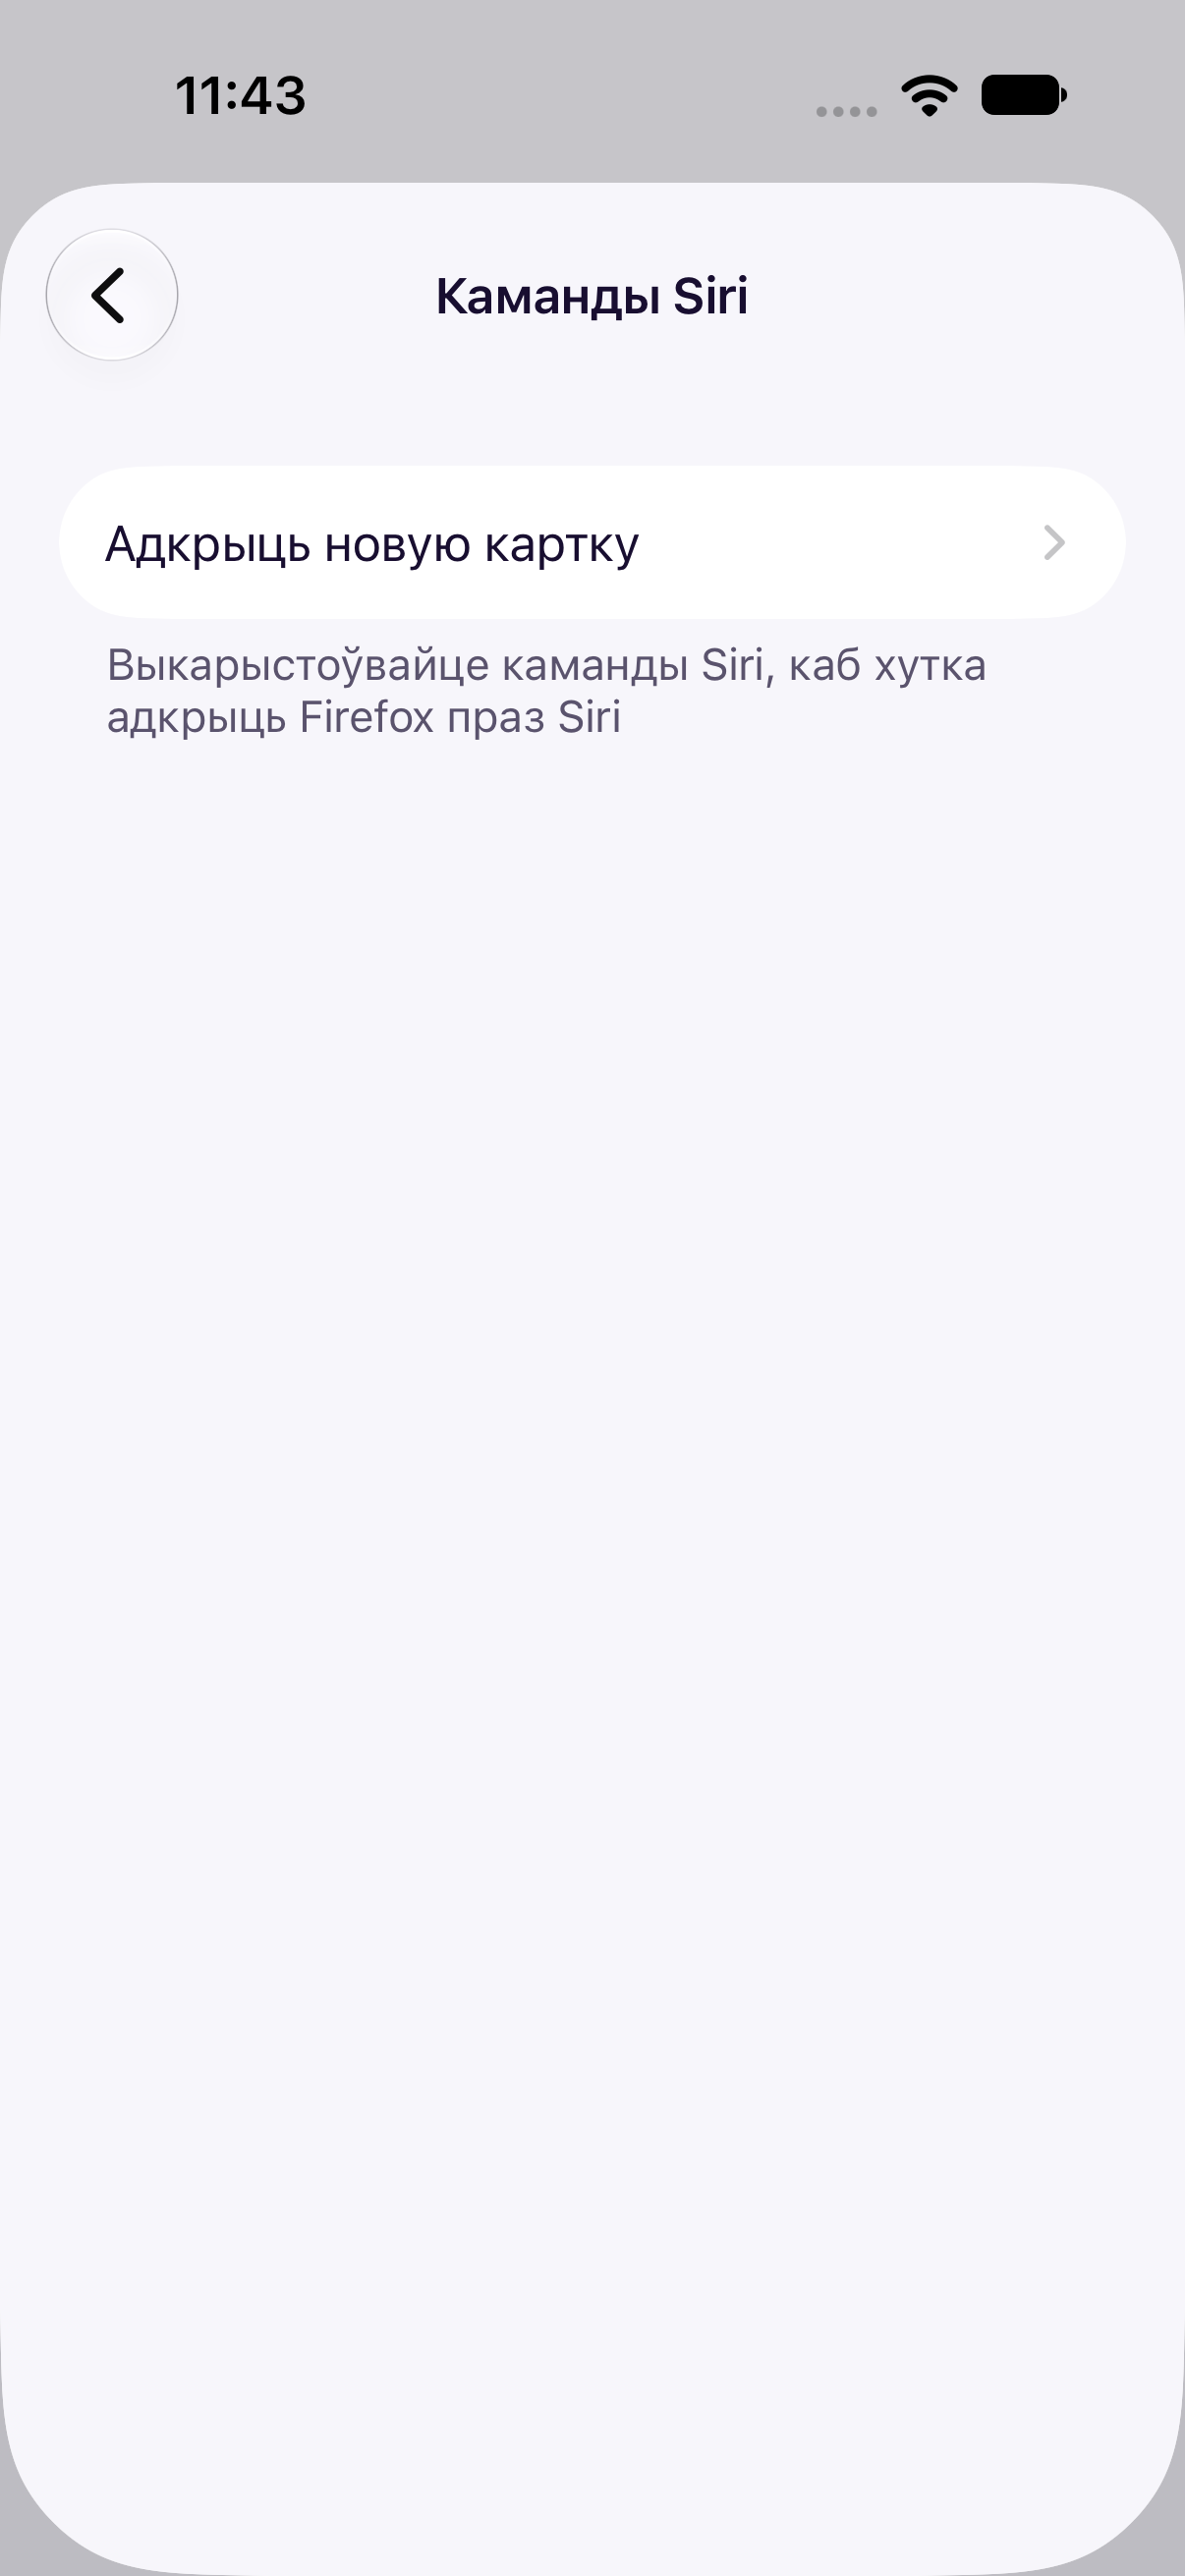 11:43
Каманды Siri
Адкрыць новую картку
Выкарыстоўвайце каманды Siri, каб хутка
адкрыць Firefox праз Siri